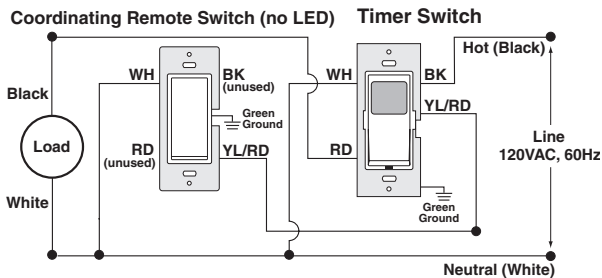 Coordinating Remote Switch (no LED)
Timer Switch
Hot (Black)
WH
BK
(unused)
WH
BK
Black
YL/RD
Green
Ground
Load
RD
(unused)
YL/RD
RD
Line
120VAC, 60Hz
White
Green
Ground
Neutral (White)